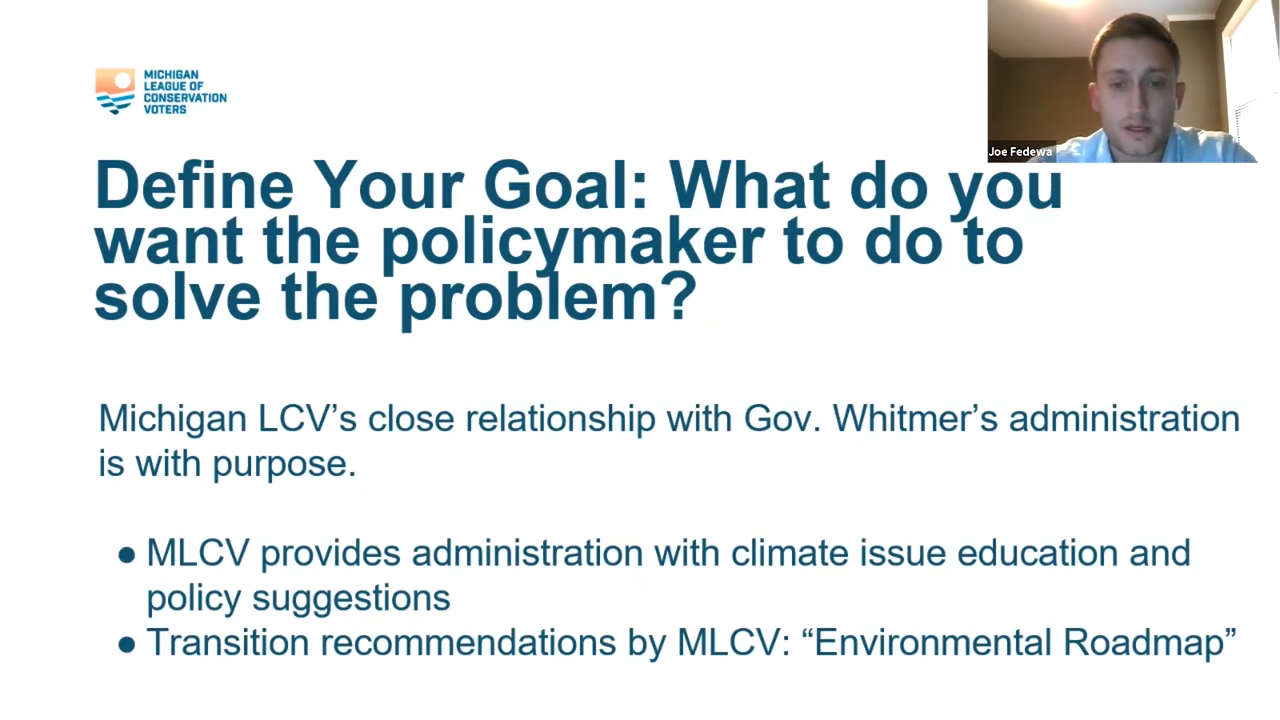 MICHIGAN
LEAGUE OF
CONSERVATION
VOTERS
Joe Fedewa
Define Your Goal: What do you
want the policymaker to do to
solve the problem?
Michigan LCV’s close relationship with Gov. Whitmer’s administration
is with purpose.
● MLCV provides administration with climate issue education and
policy suggestions
● Transition recommendations by MLCV: “Environmental Roadmap”